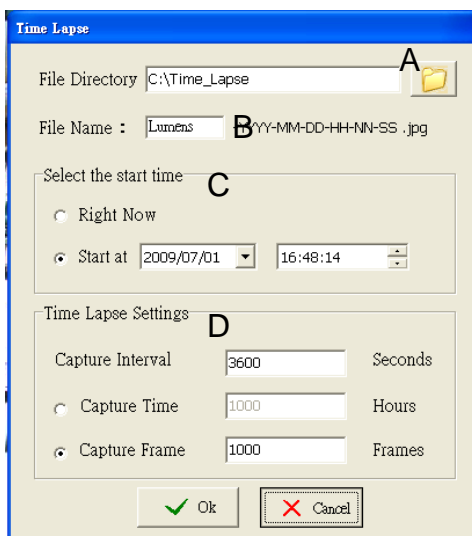 Time Lapse
A
File Directory C:\Time_Lapse
File Name : Lumens B YYY-MM-DD-HH-NN-SS .jpg
Select the start time C
Right Now
Start at 2009/07/01 16:48:14
Time Lapse Settings D
Capture Interval 3600 Seconds
Capture Time 1000 Hours
Capture Frame 1000 Frames
Ok Cancel